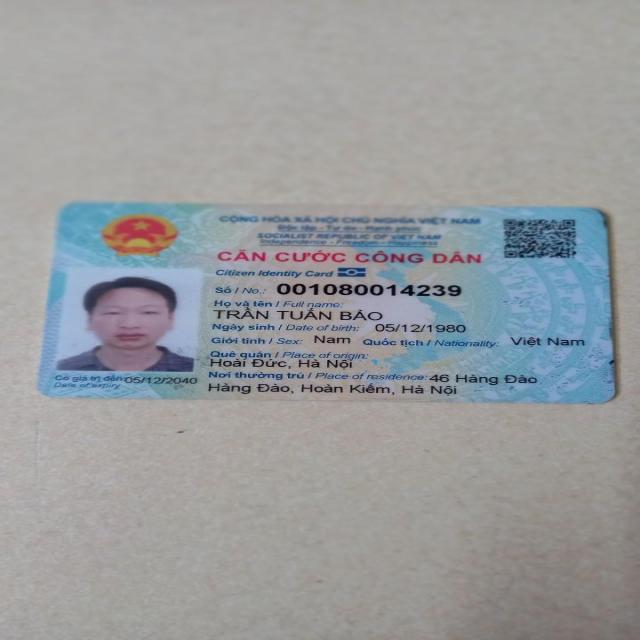 CỘNG HÒA XÃ HỘI CHỦ NGHĨA VIỆT NAM
Độc lập - Tự do - Hạnh phúc
SOCIALIST REPUBLIC OF VIET NAM
Independence - Freedom - Happiness
CĂN CƯỚC CÔNG DÂN
Citizen Identity Card
Số / No.: 001080014239
Họ và tên / Full name:
TRẦN TUẤN BẢO
Ngày sinh / Date of birth: 05/12/1980
Giới tính / Sex: Nam Quốc tịch / Nationality: Việt Nam
Quê quán / Place of origin:
Hoài Đức, Hà Nội
Nơi thường trú / Place of residence: 46 Hàng Đào
Hàng Đào, Hoàn Kiếm, Hà Nội
Có giá trị đến: 05/12/2040
Date of expiry